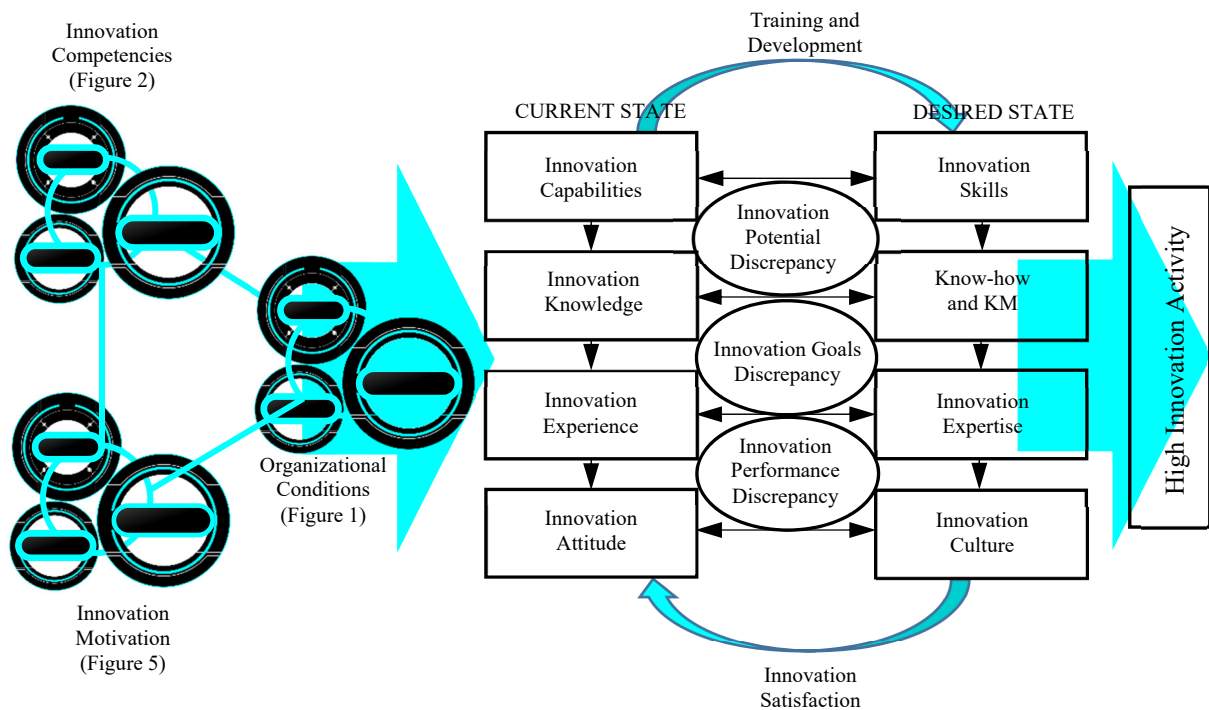 Innovation
Competencies
(Figure 2)
Training and
Development
CURRENT STATE
DESIRED STATE
Innovation
Capabilities
Innovation
Skills
Innovation
Potential
Discrepancy
Innovation
Knowledge
Know-how
and KM
Innovation Goals
Discrepancy
Innovation
Experience
Innovation
Expertise
Innovation
Performance
Discrepancy
Innovation
Attitude
Innovation
Culture
High Innovation Activity
Organizational
Conditions
(Figure 1)
Innovation
Motivation
(Figure 5)
Innovation
Satisfaction